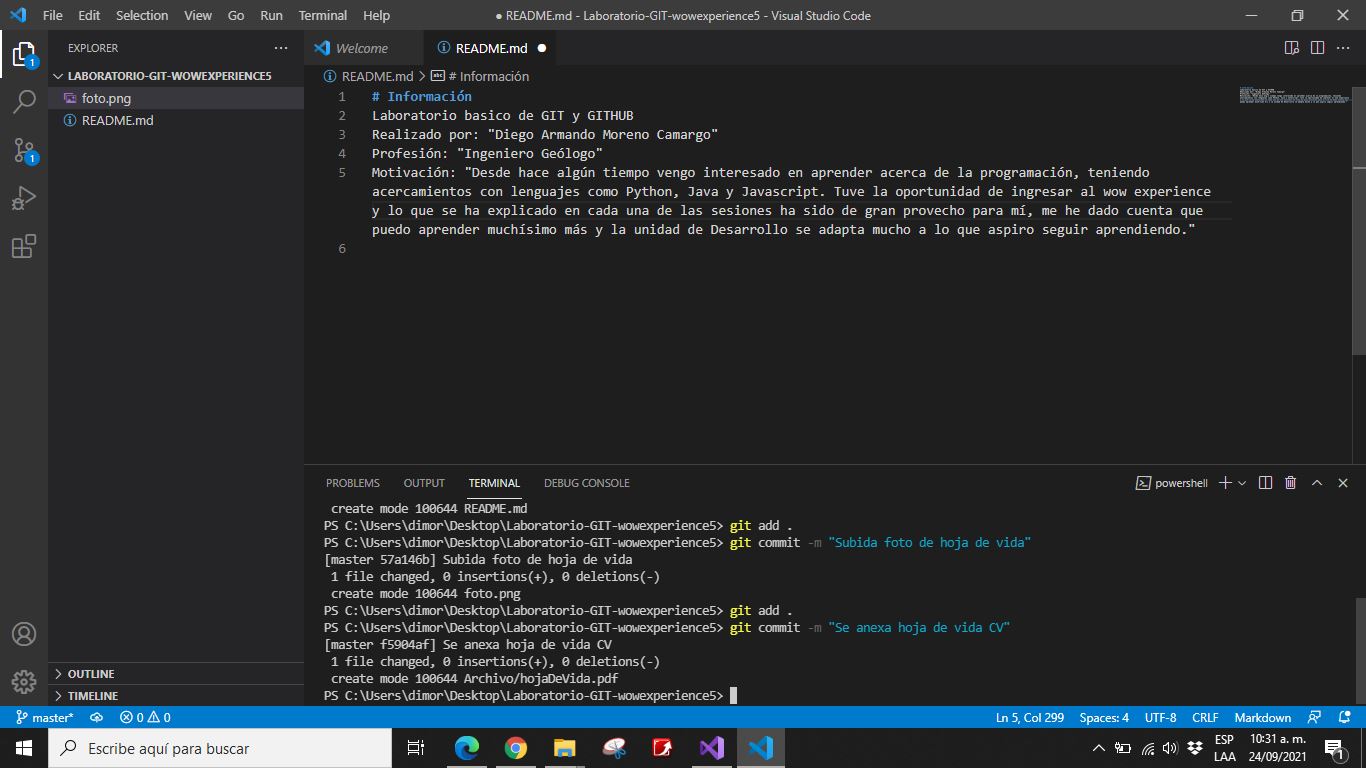 File Edit Selection View Go Run Terminal Help
● README.md - Laboratorio-GIT-wowexperience5 - Visual Studio Code
EXPLORER
Welcome
README.md
LABORATORIO-GIT-WOWEXPERIENCE5
README.md > # Información
foto.png
README.md
1 # Información
2 Laboratorio basico de GIT y GITHUB
3 Realizado por: "Diego Armando Moreno Camargo"
4 Profesión: "Ingeniero Geólogo"
5 Motivación: "Desde hace algún tiempo vengo interesado en aprender acerca de la programación, teniendo
acercamientos con lenguajes como Python, Java y Javascript. Tuve la oportunidad de ingresar al wow experience
y lo que se ha explicado en cada una de las sesiones ha sido de gran provecho para mí, me he dado cuenta que
puedo aprender muchísimo más y la unidad de Desarrollo se adapta mucho a lo que aspiro seguir aprendiendo."
6
PROBLEMS OUTPUT TERMINAL DEBUG CONSOLE
powershell
create mode 100644 README.md
PS C:\Users\dimor\Desktop\Laboratorio-GIT-wowexperience5> git add .
PS C:\Users\dimor\Desktop\Laboratorio-GIT-wowexperience5> git commit -m "Subida foto de hoja de vida"
[master 57a146b] Subida foto de hoja de vida
1 file changed, 0 insertions(+), 0 deletions(-)
create mode 100644 foto.png
PS C:\Users\dimor\Desktop\Laboratorio-GIT-wowexperience5> git add .
PS C:\Users\dimor\Desktop\Laboratorio-GIT-wowexperience5> git commit -m "Se anexa hoja de vida CV"
[master f5904af] Se anexa hoja de vida CV
1 file changed, 0 insertions(+), 0 deletions(-)
create mode 100644 Archivo/hojaDeVida.pdf
PS C:\Users\dimor\Desktop\Laboratorio-GIT-wowexperience5>
OUTLINE
TIMELINE
1
1
master* 0 0
Ln 5, Col 299 Spaces: 4 UTF-8 CRLF Markdown
Escribe aquí para buscar
ESP
LAA
10:31 a. m.
24/09/2021
1